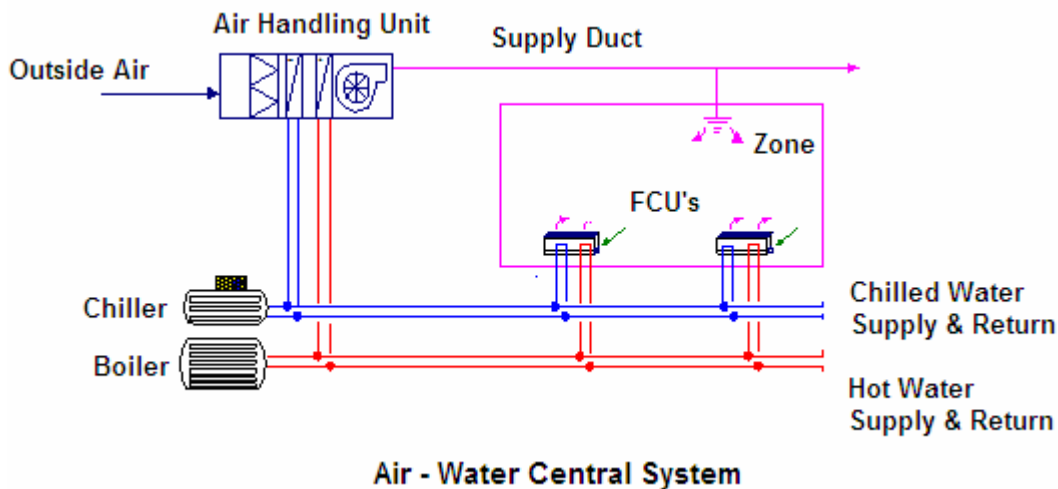 Air Handling Unit
Supply Duct
Outside Air
Zone
FCU's
Chiller
Chilled Water
Supply & Return
Boiler
Hot Water
Supply & Return
Air - Water Central System